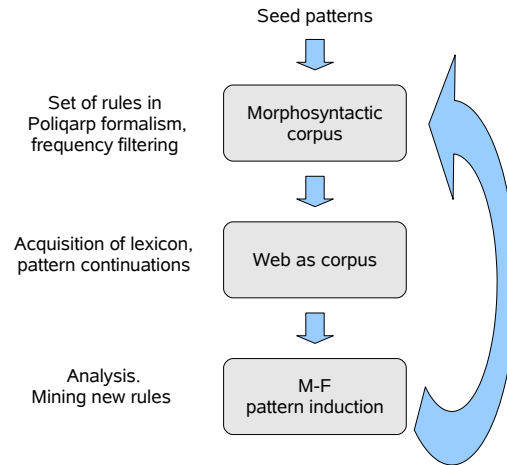 Seed patterns
Set of rules in
Poliqarp formalism,
frequency filtering
Morphosyntactic
corpus
Acquisition of lexicon,
pattern continuations
Web as corpus
Analysis.
Mining new rules
M-F
pattern induction